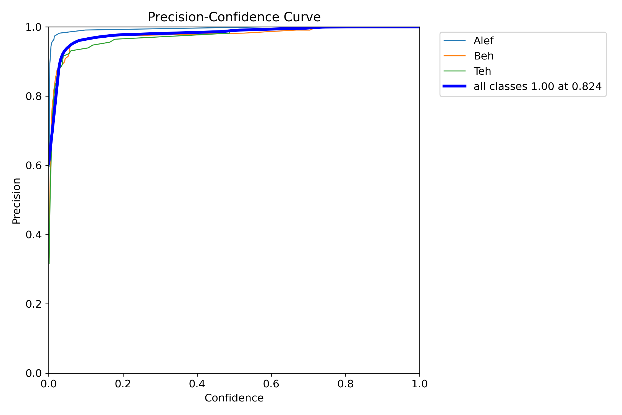 Precision-Confidence Curve
1.0
0.8
0.6
0.4
0.2
0.0
Precision
0.0 0.2 0.4 0.6 0.8 1.0
Confidence
Alef
Beh
Teh
all classes 1.00 at 0.824